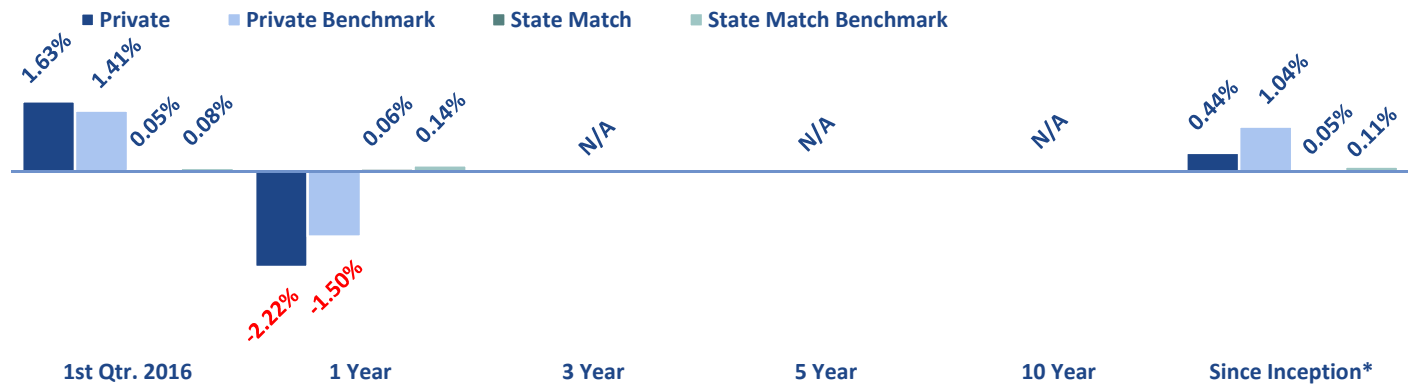 Private Private Benchmark State Match State Match Benchmark
1.63% 1.41% 0.05% 0.08% 0.06% 0.14% N/A N/A N/A 0.44% 1.04% 0.05% 0.11%
-2.22% -1.50%
1st Qtr. 2016 1 Year 3 Year 5 Year 10 Year Since Inception*